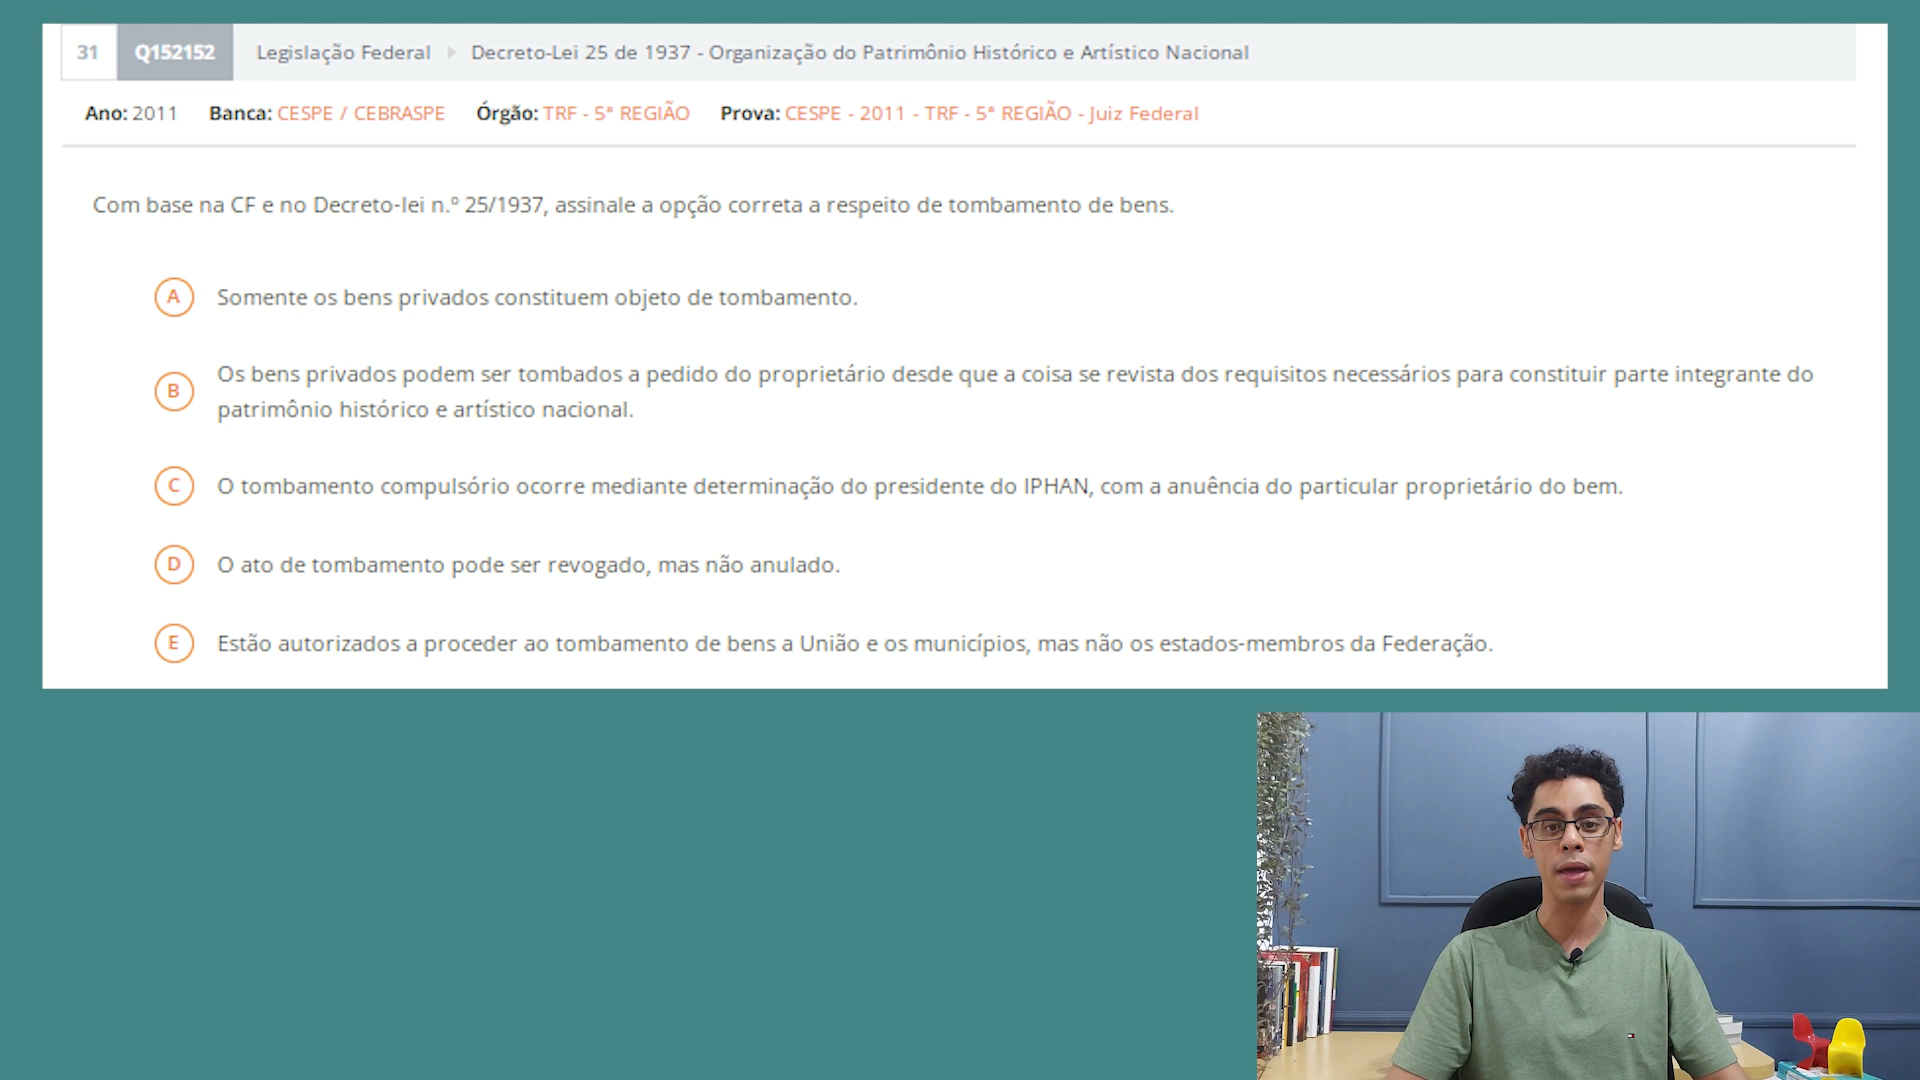 31 Q152152 Legislação Federal Decreto-Lei 25 de 1937 - Organização do Patrimônio Histórico e Artístico Nacional
Ano: 2011 Banca: CESPE / CEBRASPE Órgão: TRF - 5ª REGIÃO Prova: CESPE - 2011 - TRF - 5ª REGIÃO - Juiz Federal
Com base na CF e no Decreto-lei n.º 25/1937, assinale a opção correta a respeito de tombamento de bens.
A Somente os bens privados constituem objeto de tombamento.
B Os bens privados podem ser tombados a pedido do proprietário desde que a coisa se revista dos requisitos necessários para constituir parte integrante do
patrimônio histórico e artístico nacional.
C O tombamento compulsório ocorre mediante determinação do presidente do IPHAN, com a anuência do particular proprietário do bem.
D O ato de tombamento pode ser revogado, mas não anulado.
E Estão autorizados a proceder ao tombamento de bens a União e os municípios, mas não os estados-membros da Federação.